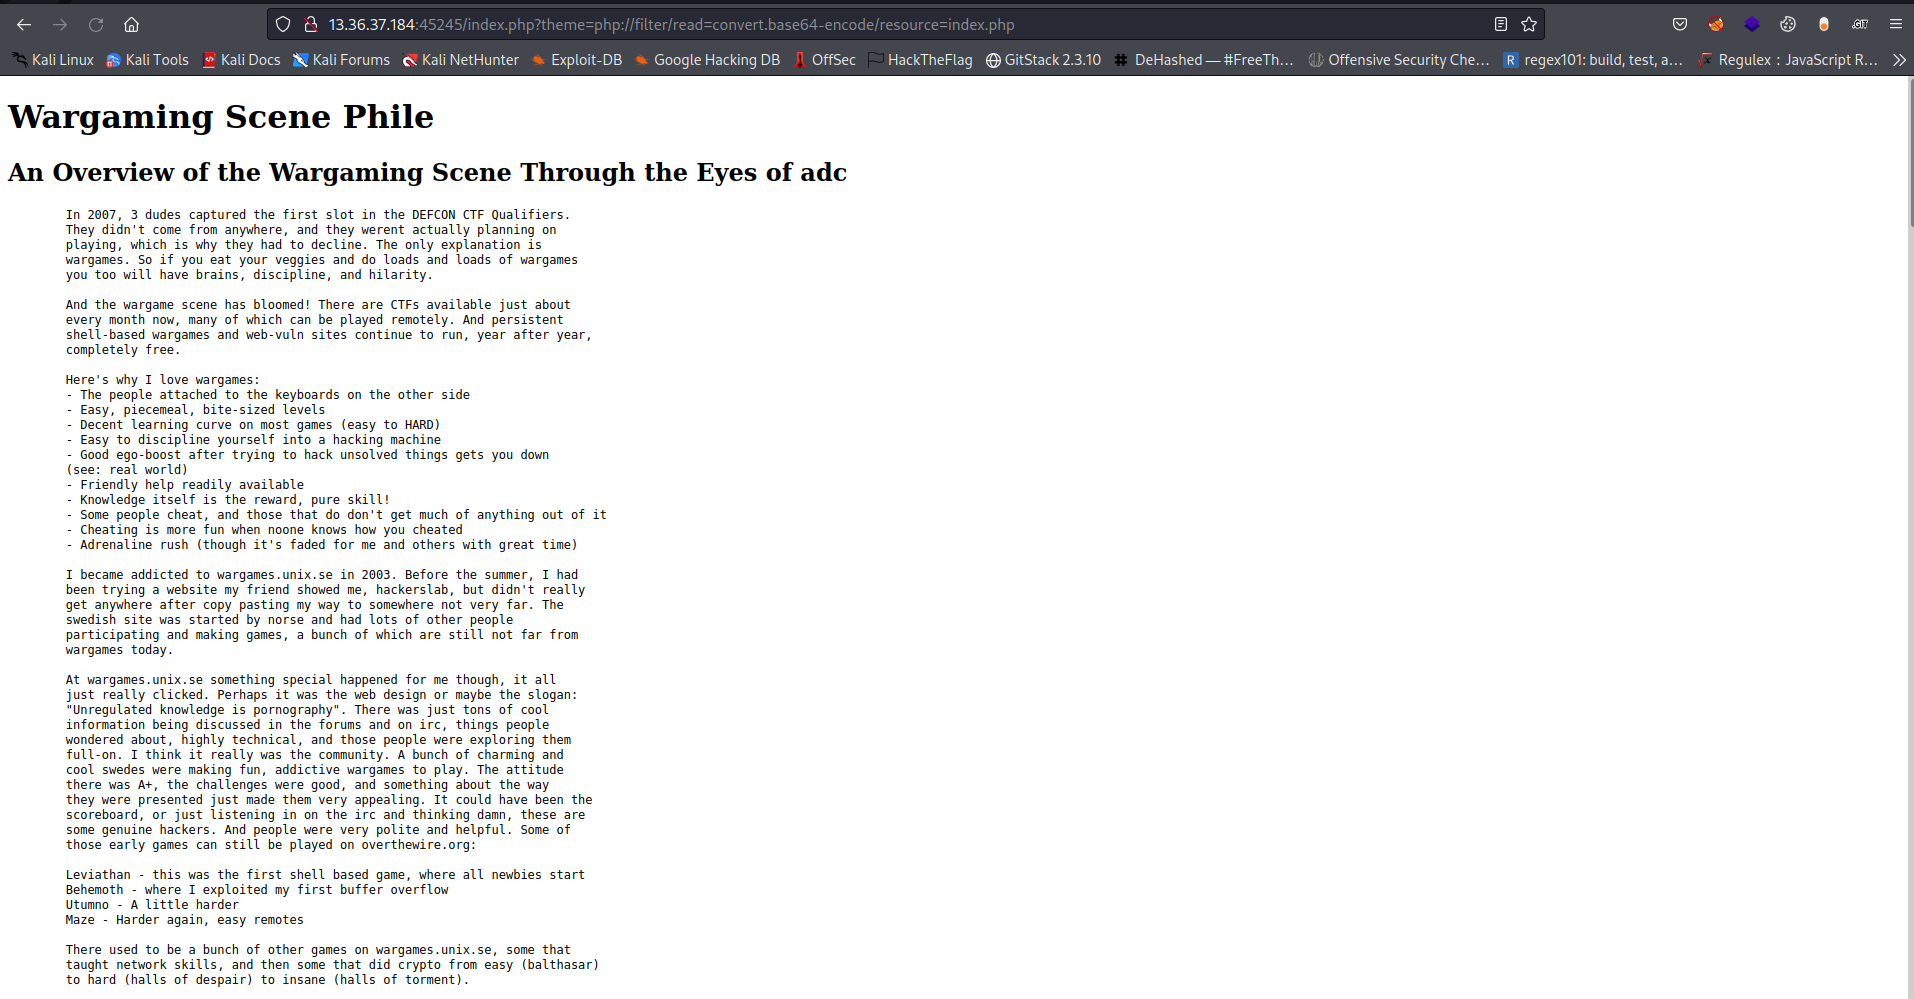 13.36.37.184:45245/index.php?theme=php://filter/read=convert.base64-encode/resource=index.php
.GIT
Kali Linux Kali Tools Kali Docs Kali Forums Kali NetHunter Exploit-DB Google Hacking DB OffSec HackTheFlag GitStack 2.3.10 DeHashed — #FreeTh... Offensive Security Che... regex101: build, test, a... Regulex : JavaScript R...
Wargaming Scene Phile
An Overview of the Wargaming Scene Through the Eyes of adc
In 2007, 3 dudes captured the first slot in the DEFCON CTF Qualifiers.
They didn't come from anywhere, and they werent actually planning on
playing, which is why they had to decline. The only explanation is
wargames. So if you eat your veggies and do loads and loads of wargames
you too will have brains, discipline, and hilarity.
And the wargame scene has bloomed! There are CTFs available just about
every month now, many of which can be played remotely. And persistent
shell-based wargames and web-vuln sites continue to run, year after year,
completely free.
Here's why I love wargames:
- The people attached to the keyboards on the other side
- Easy, piecemeal, bite-sized levels
- Decent learning curve on most games (easy to HARD)
- Easy to discipline yourself into a hacking machine
- Good ego-boost after trying to hack unsolved things gets you down
(see: real world)
- Friendly help readily available
- Knowledge itself is the reward, pure skill!
- Some people cheat, and those that do don't get much of anything out of it
- Cheating is more fun when noone knows how you cheated
- Adrenaline rush (though it's faded for me and others with great time)
I became addicted to wargames.unix.se in 2003. Before the summer, I had
been trying a website my friend showed me, hackerslab, but didn't really
get anywhere after copy pasting my way to somewhere not very far. The
swedish site was started by norse and had lots of other people
participating and making games, a bunch of which are still not far from
wargames today.
At wargames.unix.se something special happened for me though, it all
just really clicked. Perhaps it was the web design or maybe the slogan:
"Unregulated knowledge is pornography". There was just tons of cool
information being discussed in the forums and on irc, things people
wondered about, highly technical, and those people were exploring them
full-on. I think it really was the community. A bunch of charming and
cool swedes were making fun, addictive wargames to play. The attitude
there was A+, the challenges were good, and something about the way
they were presented just made them very appealing. It could have been the
scoreboard, or just listening in on the irc and thinking damn, these are
some genuine hackers. And people were very polite and helpful. Some of
those early games can still be played on overthewire.org:
Leviathan - this was the first shell based game, where all newbies start
Behemoth - where I exploited my first buffer overflow
Utumno - A little harder
Maze - Harder again, easy remotes
There used to be a bunch of other games on wargames.unix.se, some that
taught network skills, and then some that did crypto from easy (balthasar)
to hard (halls of despair) to insane (halls of torment).